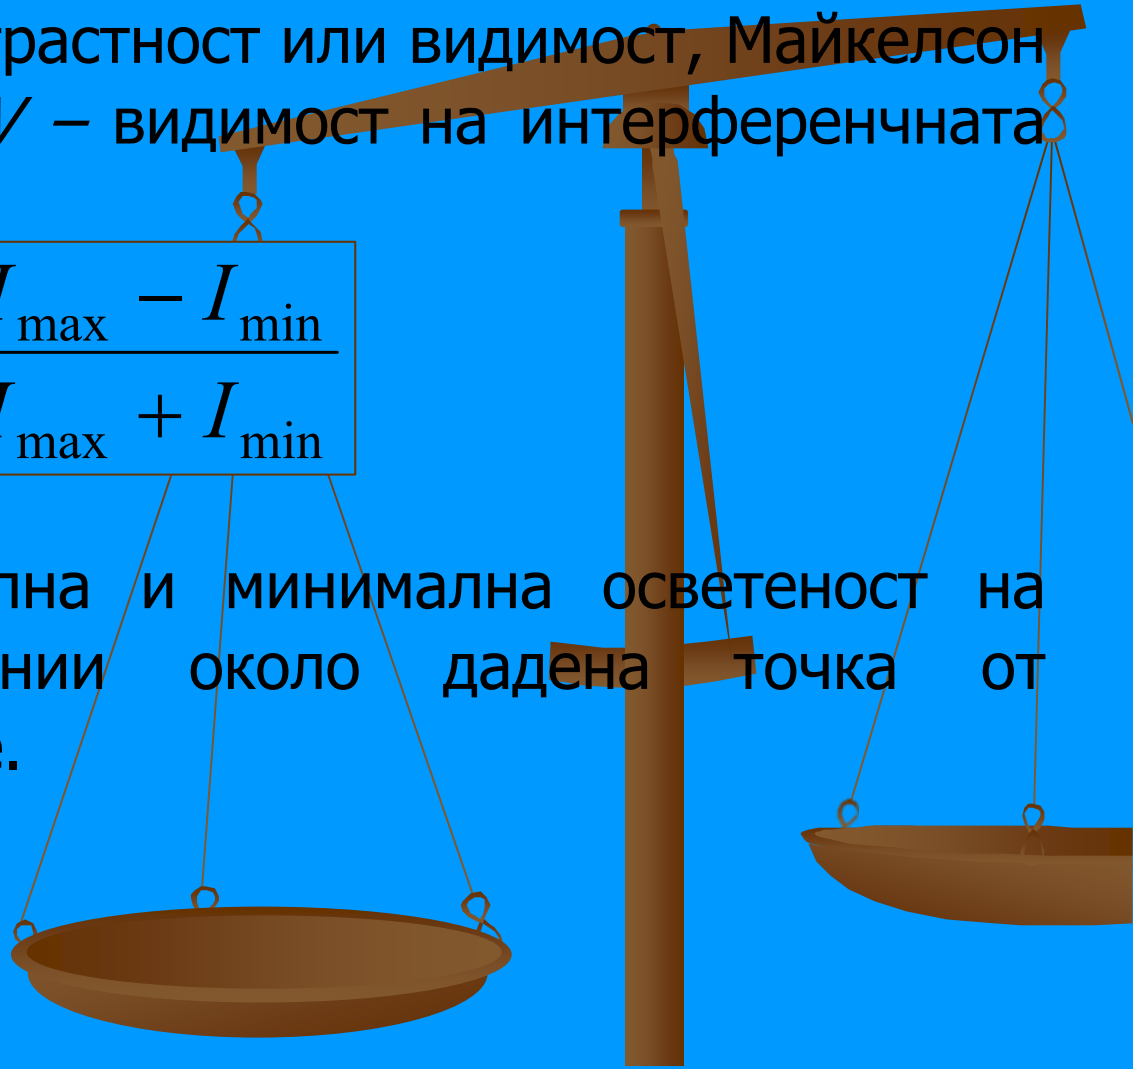 растност или видимост, Майкелсон
V – видимост на интерференчната
I max − I min
I max + I min
лна и минимална осветеност на
нии около дадена точка от
е.